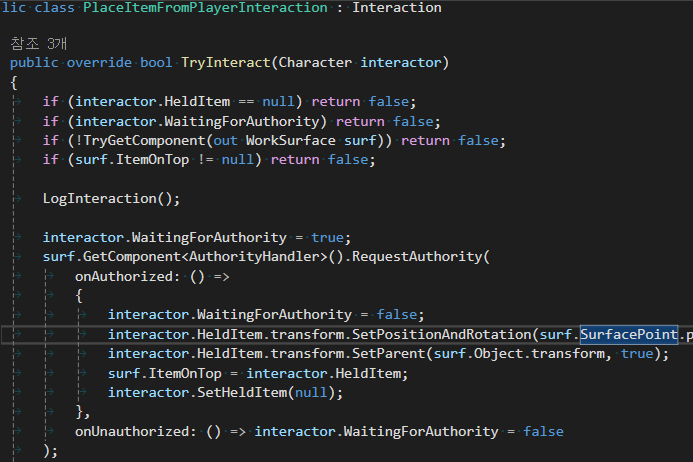 lic class PlaceItemFromPlayerInteraction : Interaction
참조 3개
public override bool TryInteract(Character interactor)
{
if (interactor.HeldItem == null) return false;
if (interactor.WaitingForAuthority) return false;
if (!TryGetComponent(out WorkSurface surf)) return false;
if (surf.ItemOnTop != null) return false;
LogInteraction();
interactor.WaitingForAuthority = true;
surf.GetComponent<AuthorityHandler>().RequestAuthority(
onAuthorized: () =>
{
interactor.WaitingForAuthority = false;
interactor.HeldItem.transform.SetPositionAndRotation(surf.SurfacePoint.p
interactor.HeldItem.transform.SetParent(surf.Object.transform, true);
surf.ItemOnTop = interactor.HeldItem;
interactor.SetHeldItem(null);
},
onUnauthorized: () => interactor.WaitingForAuthority = false
);